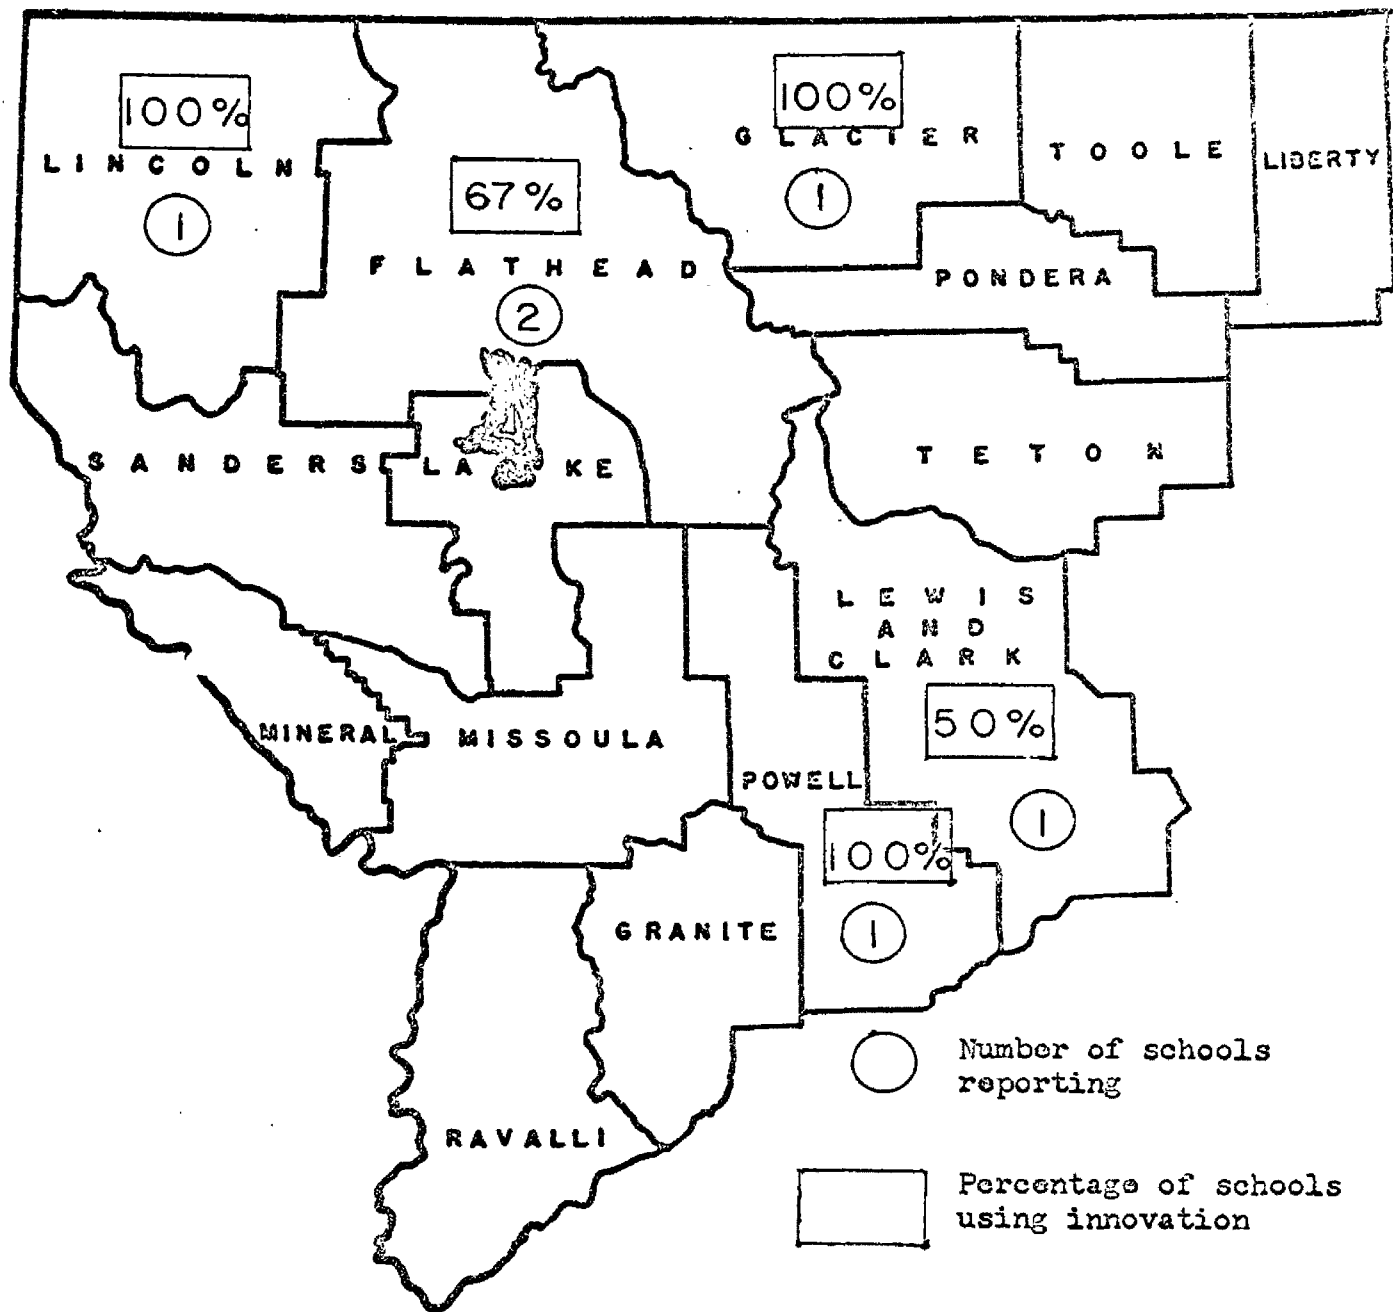 100%
LINCOLN
1
67%
FLATHEAD
2
100%
GLACIER
1
TOOLE
LIBERTY
PONDERA
SANDERS
LAKE
TETON
LEWIS
AND
CLARK
50%
1
MINERAL
MISSOULA
POWELL
100%
1
GRANITE
RAVALLI
Number of schools
reporting
Percentage of schools
using innovation